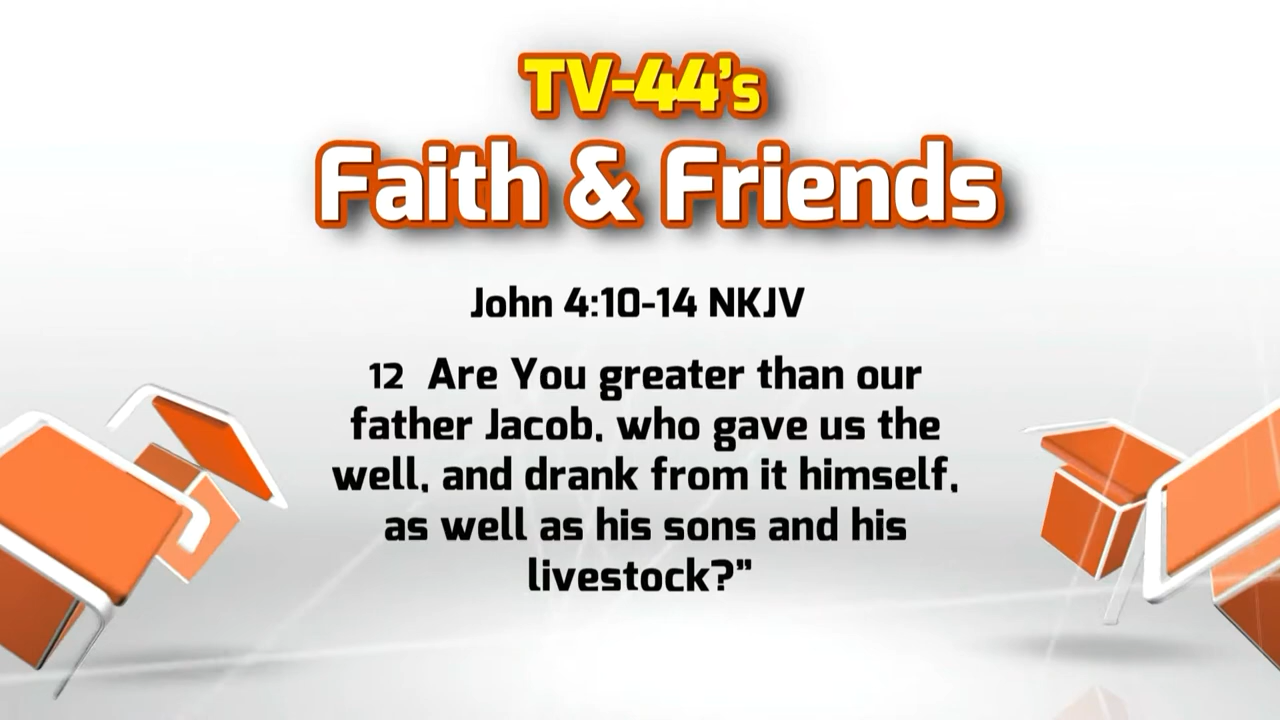 TV-44's
Faith & Friends
John 4:10-14 NKJV
12 Are You greater than our
father Jacob, who gave us the
well, and drank from it himself,
as well as his sons and his
livestock?”